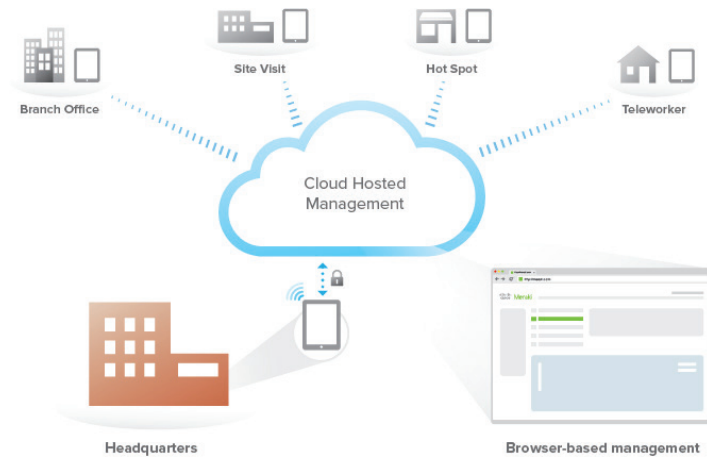 Site Visit
Hot Spot
Branch Office
Teleworker
Cloud Hosted
Management
Meraki
Headquarters
Browser-based management